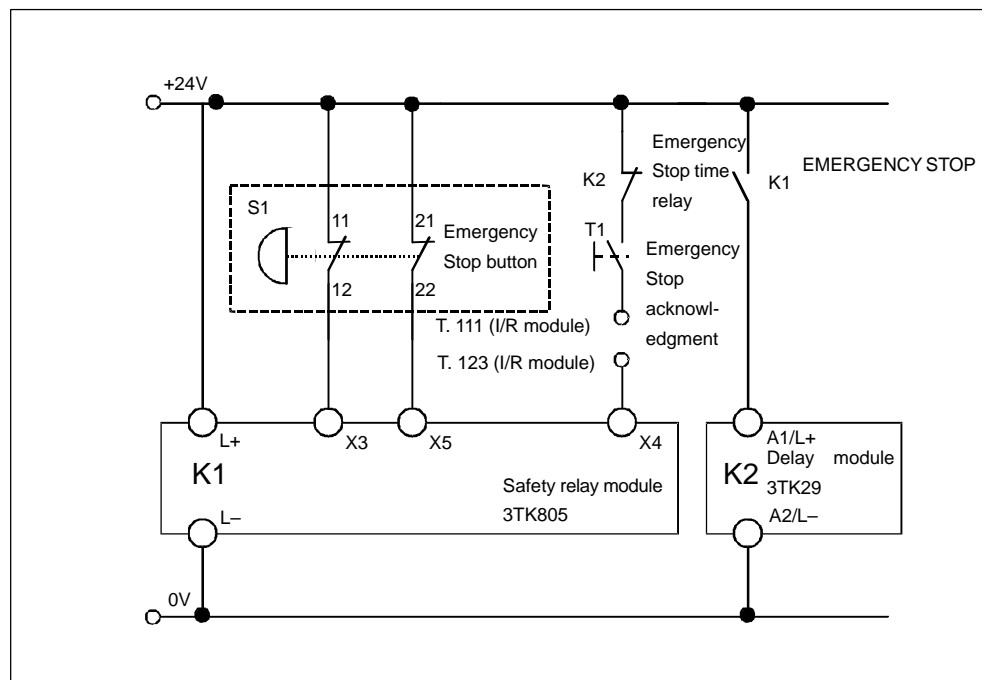 +24V
Emergency
Stop time
relay
K2
K1
EMERGENCY STOP
S1
11
21
Emergency
Stop button
12
22
T1
Emergency
Stop
acknowl-
edgment
T. 111 (I/R module)
T. 123 (I/R module)
L+
X3
X5
X4
A1/L+
K1
Safety relay module
3TK805
L–
K2
Delay module
3TK29
A2/L–
0V